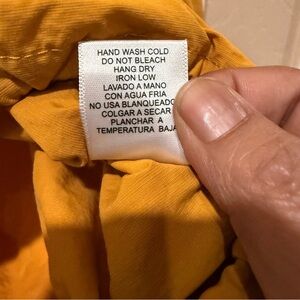 HAND WASH COLD
DO NOT BLEACH
HANG DRY
IRON LOW
LAVADO A MANO
CON AGUA FRIA
NO USA BLANQUEADO
COLGAR A SECAR
PLANCHAR A
TEMPERATURA BAJA